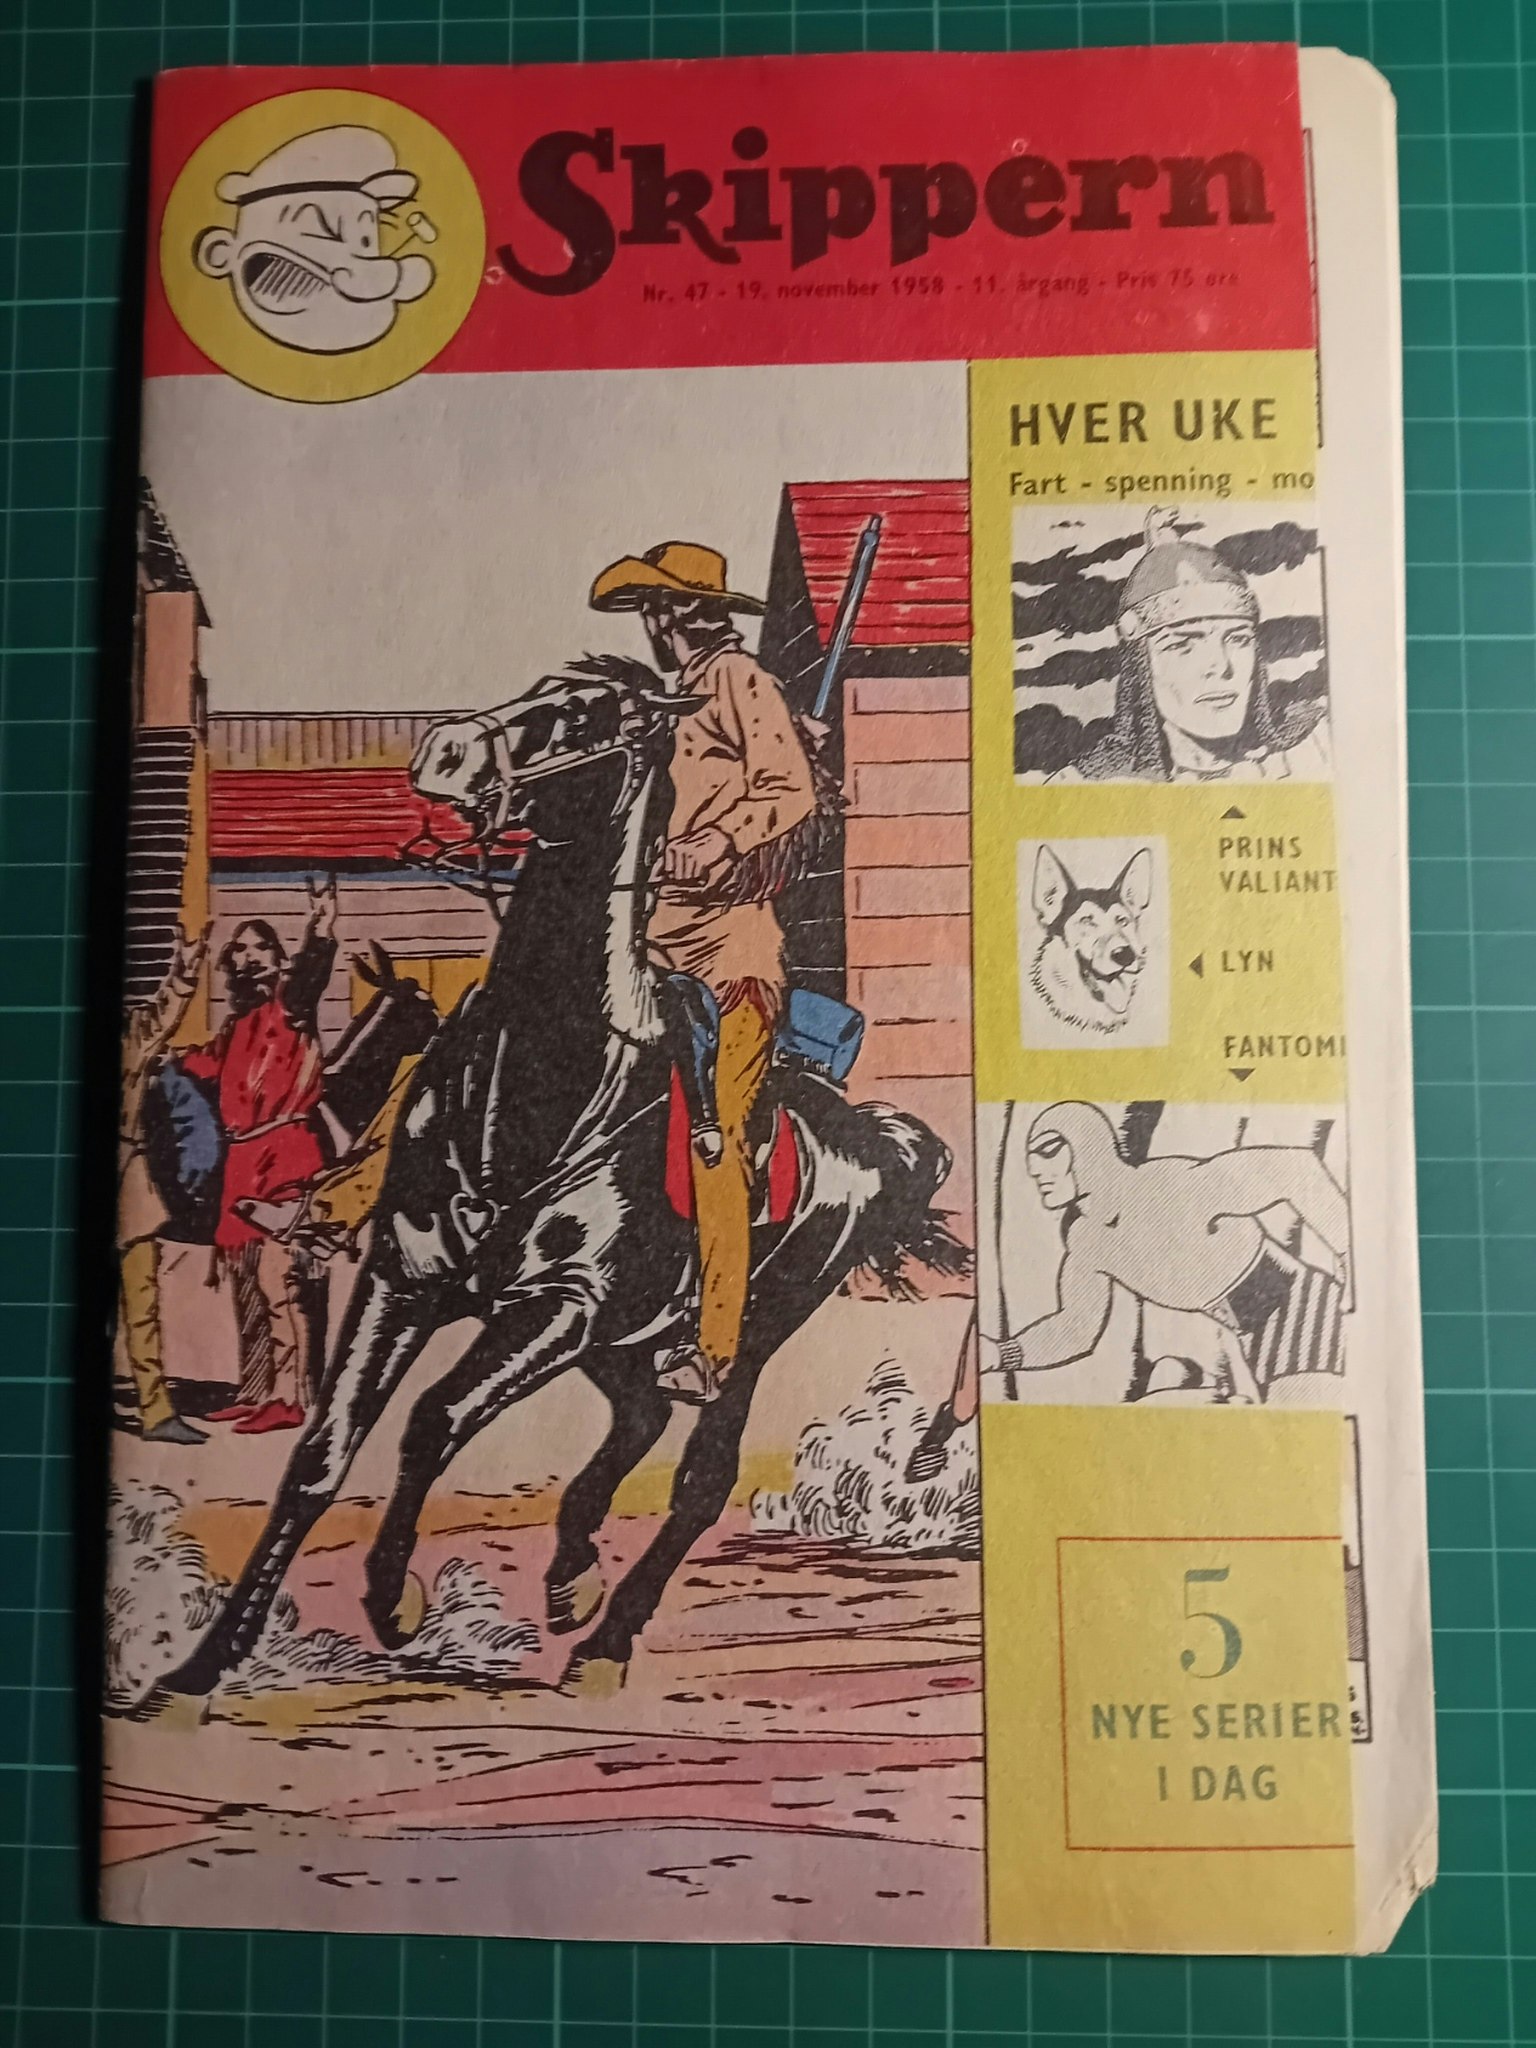 Skippern
Nr. 47 - 19. november 1958 - 11. årgang - Pris 75 øre
HVER UKE
Fart - spenning - mo
PRINS
VALIANT
LYN
FANTOM
5
NYE SERIER
I DAG